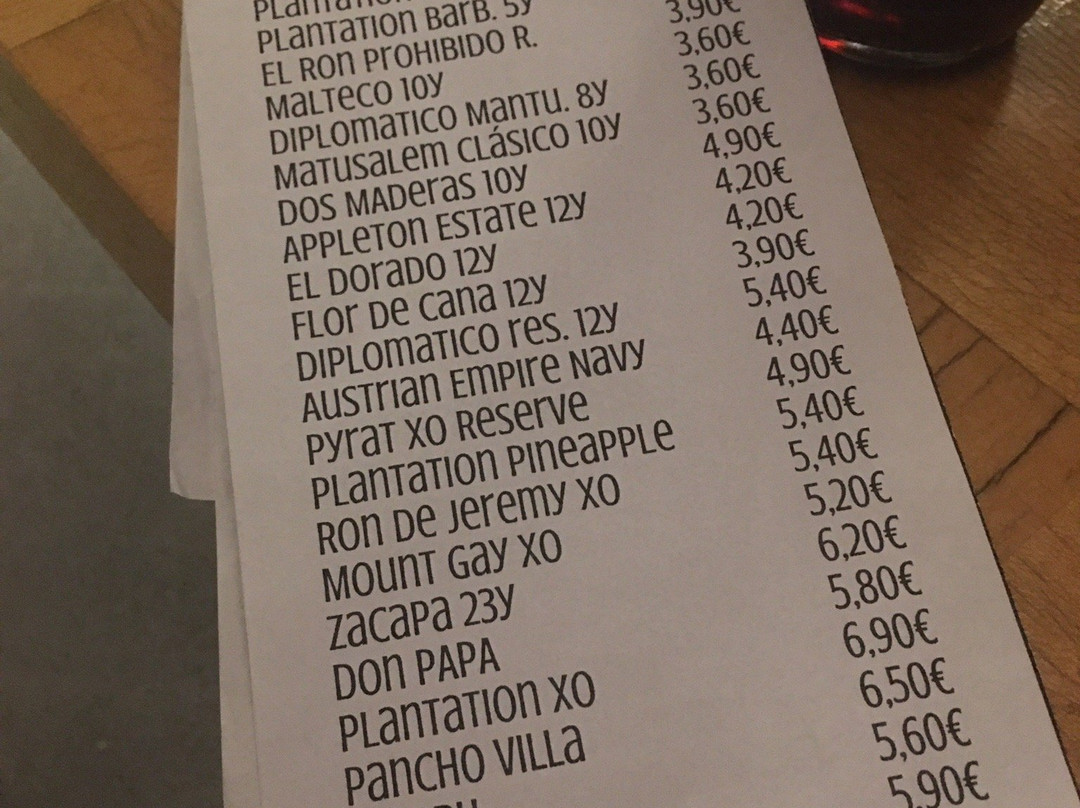 PLANTATION BARB. 5Y
EL RON PROHIBIDO R. 3,90€
MALTECO 10Y 3,60€
DIPLOMATICO MANTU. 8Y 3,60€
MATUSALEM CLÁSICO 10Y 3,60€
DOS MADERAS 10Y 4,90€
APPLETON ESTATE 12Y 4,20€
EL DORADO 12Y 4,20€
FLOR DE CANA 12Y 3,90€
DIPLOMATICO RES. 12Y 5,40€
AUSTRIAN EMPIRE NAVY 4,40€
PYRAT XO RESERVE 4,90€
PLANTATION PINEAPPLE 5,40€
RON DE JEREMY XO 5,40€
MOUNT GAY XO 5,20€
ZACAPA 23Y 6,20€
DON PAPA 5,80€
PLANTATION XO 6,90€
PANCHO VILLA 6,50€
5,60€
5,90€